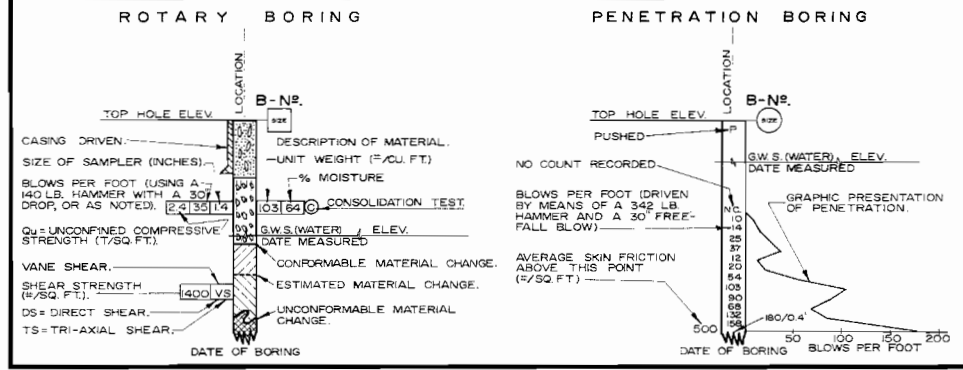 ROTARY BORING
LOCATION
B-Nº.
SIZE
TOP HOLE ELEV.
CASING DRIVEN.
SIZE OF SAMPLER (INCHES).
BLOWS PER FOOT (USING A
140 LB. HAMMER WITH A 30"
DROP, OR AS NOTED).
2.4 35 1.4
Qu = UNCONFINED COMPRESSIVE
STRENGTH (T/SQ. FT.).
VANE SHEAR.
SHEAR STRENGTH
(#/SQ. FT.).
1400 VS
DS = DIRECT SHEAR.
TS = TRI-AXIAL SHEAR.
DESCRIPTION OF MATERIAL.
UNIT WEIGHT (#/CU. FT.)
% MOISTURE
103 64 C
CONSOLIDATION TEST.
G.W.S. (WATER) ELEV.
DATE MEASURED
CONFORMABLE MATERIAL CHANGE.
ESTIMATED MATERIAL CHANGE.
UNCONFORMABLE MATERIAL
CHANGE.
DATE OF BORING
PENETRATION BORING
LOCATION
B-Nº.
SIZE
TOP HOLE ELEV.
PUSHED
P
NO COUNT RECORDED
BLOWS PER FOOT (DRIVEN
BY MEANS OF A 342 LB.
HAMMER AND A 30" FREE-
FALL BLOW)
AVERAGE SKIN FRICTION
ABOVE THIS POINT
(#/SQ. FT.)
500
G.W.S. (WATER) ELEV.
DATE MEASURED
NC
10
14
25
37
12
20
54
103
90
68
132
158
180/0.4'
GRAPHIC PRESENTATION
OF PENETRATION.
0 50 100 150 200
DATE OF BORING
BLOWS PER FOOT